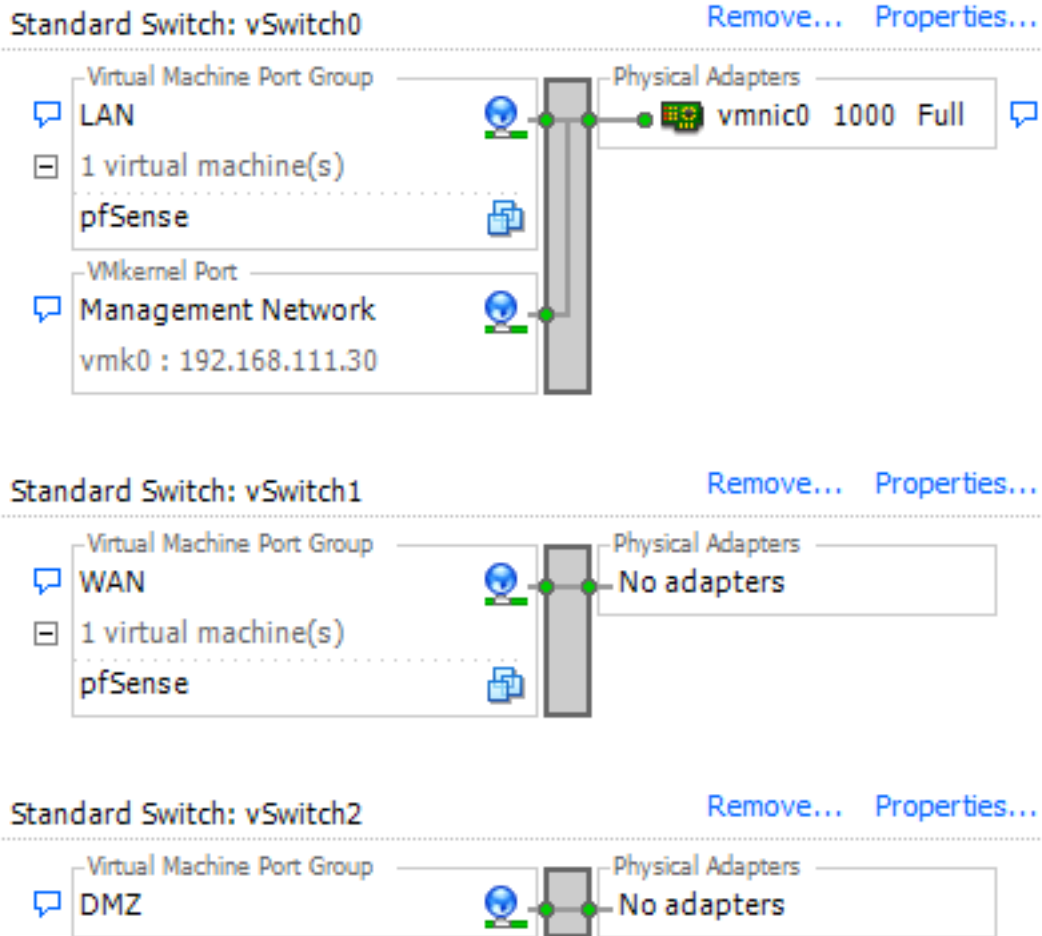 Standard Switch: vSwitch0 Remove... Properties...
Virtual Machine Port Group Physical Adapters
LAN vmnic0 1000 Full
1 virtual machine(s)
pfSense
VMkernel Port
Management Network
vmk0 : 192.168.111.30
Standard Switch: vSwitch1 Remove... Properties...
Virtual Machine Port Group Physical Adapters
WAN No adapters
1 virtual machine(s)
pfSense
Standard Switch: vSwitch2 Remove... Properties...
Virtual Machine Port Group Physical Adapters
DMZ No adapters